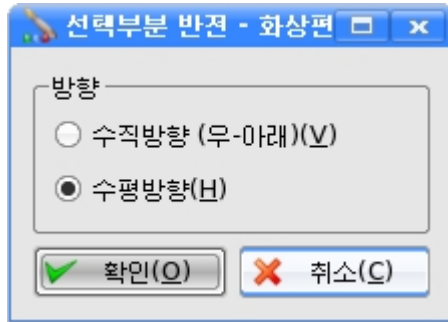 선택부분 반전 - 화상편
방향
수직방향 (우-아래)(V)
수평방향(H)
확인(O)
취소(C)